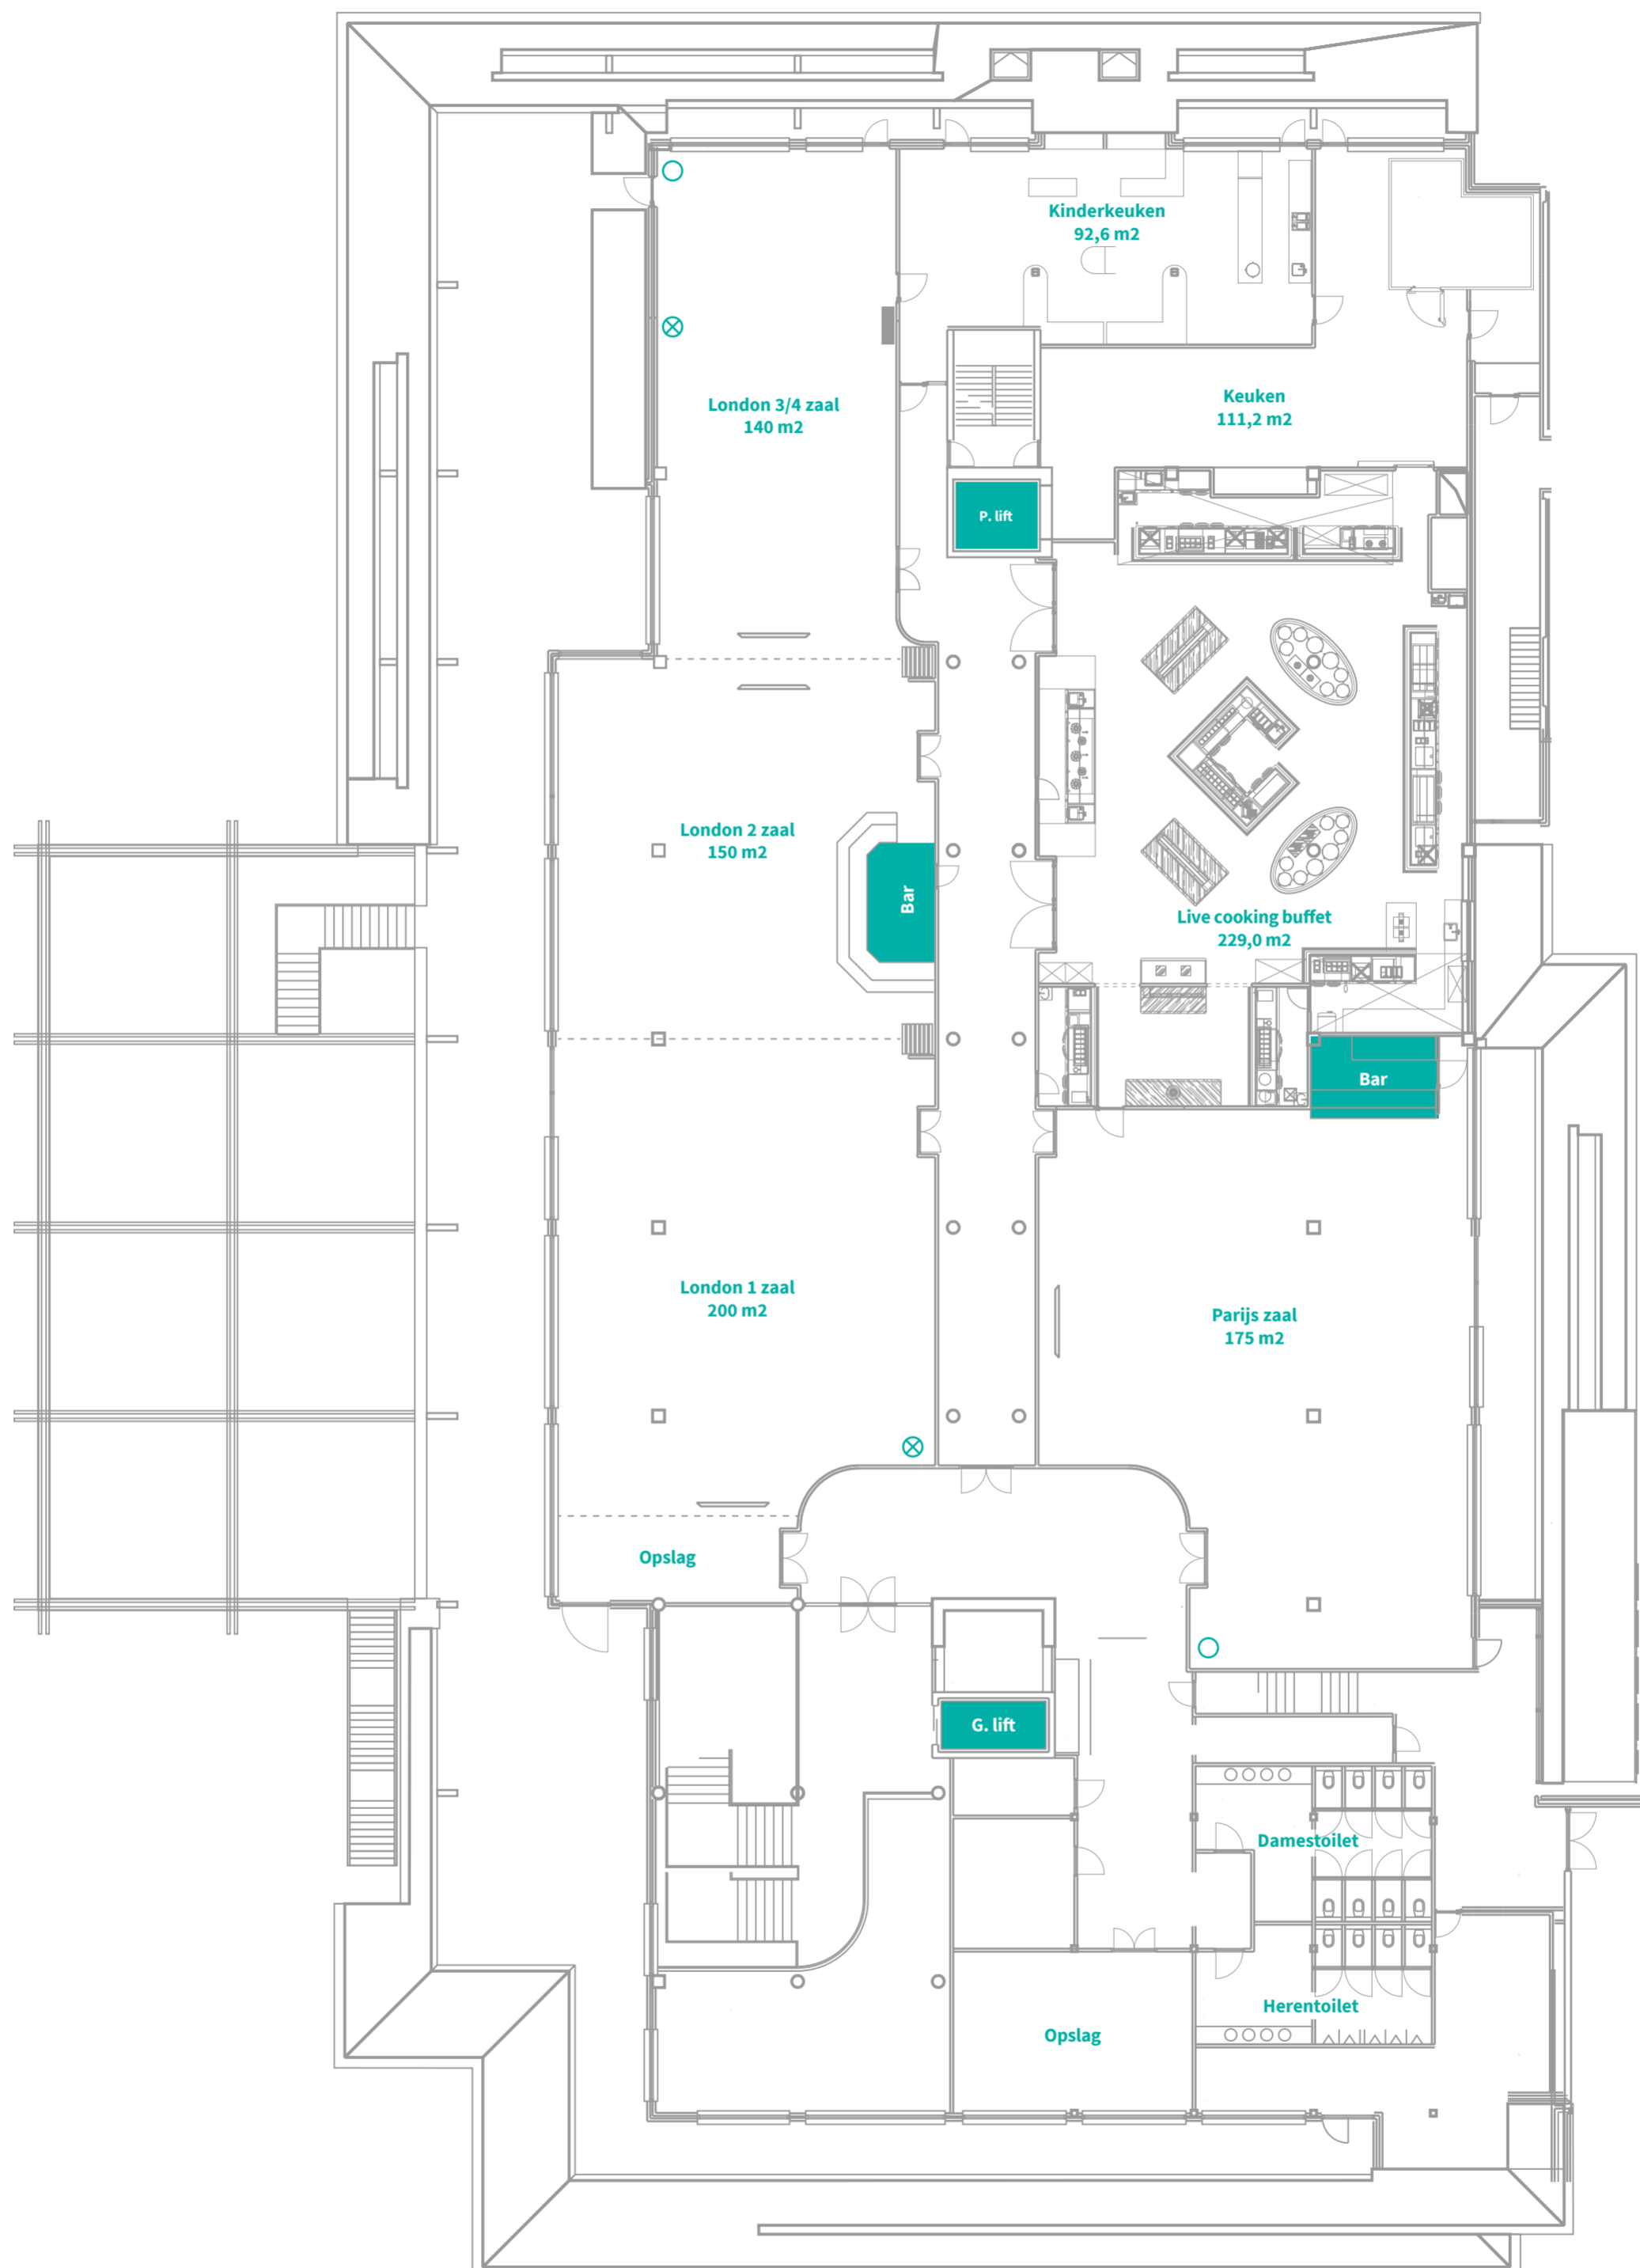 Kinderkeuken
92,6 m2
London 3/4 zaal
140 m2
Keuken
111,2 m2
P. lift
London 2 zaal
150 m2
Bar
Live cooking buffet
229,0 m2
Bar
London 1 zaal
200 m2
Parijs zaal
175 m2
Opslag
G. lift
Damestoilet
Herentoilet
Opslag